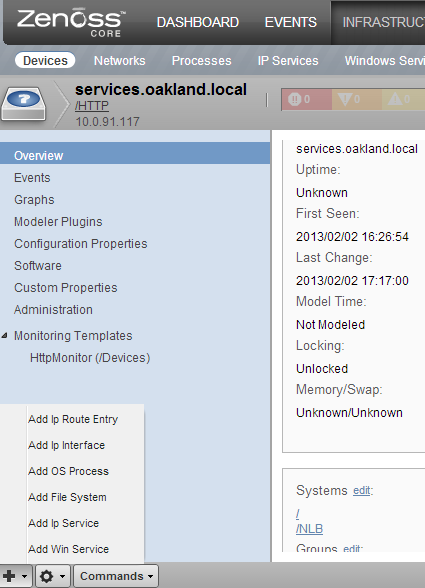 Zenoss CORE DASHBOARD EVENTS INFRASTRUC
Devices Networks Processes IP Services Windows Servi
services.oakland.local
/HTTP
10.0.91.117
0 0 0
Overview
Events
Graphs
Modeler Plugins
Configuration Properties
Software
Custom Properties
Administration
Monitoring Templates
HttpMonitor (/Devices)
Add Ip Route Entry
Add Ip Interface
Add OS Process
Add File System
Add Ip Service
Add Win Service
Commands
services.oakland.local
Uptime:
Unknown
First Seen:
2013/02/02 16:26:54
Last Change:
2013/02/02 17:17:00
Model Time:
Not Modeled
Locking:
Unlocked
Memory/Swap:
Unknown/Unknown
Systems edit:
/
/NLB
Groups edit: